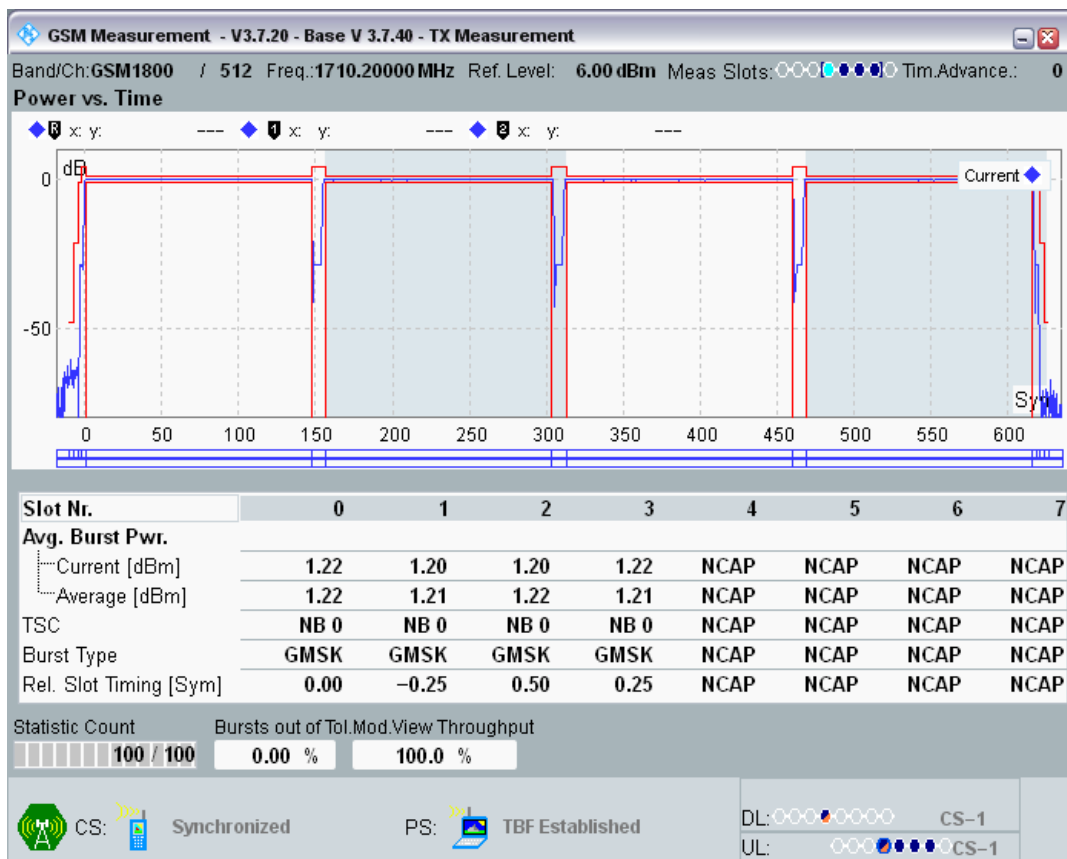 GSM Measurement - V3.7.20 - Base V 3.7.40 - TX Measurement
Band/Ch:GSM1800 / 512 Freq.:1710.20000 MHz Ref. Level: 6.00 dBm Meas Slots: Tim.Advance.: 0
Power vs. Time
R x: y: --- 1 x: y: --- 2 x: y: ---
dB
Current
0
-50
Sym
0 50 100 150 200 250 300 350 400 450 500 550 600
Slot Nr. 0 1 2 3 4 5 6 7
Avg. Burst Pwr.
Current [dBm] 1.22 1.20 1.20 1.22 NCAP NCAP NCAP NCAP
Average [dBm] 1.22 1.21 1.22 1.21 NCAP NCAP NCAP NCAP
TSC NB 0 NB 0 NB 0 NB 0 NCAP NCAP NCAP NCAP
Burst Type GMSK GMSK GMSK GMSK NCAP NCAP NCAP NCAP
Rel. Slot Timing [Sym] 0.00 −0.25 0.50 0.25 NCAP NCAP NCAP NCAP
Statistic Count Bursts out of Tol.Mod.View Throughput
100 / 100 0.00 % 100.0 %
CS: Synchronized PS: TBF Established
DL: CS−1
UL: CS−1